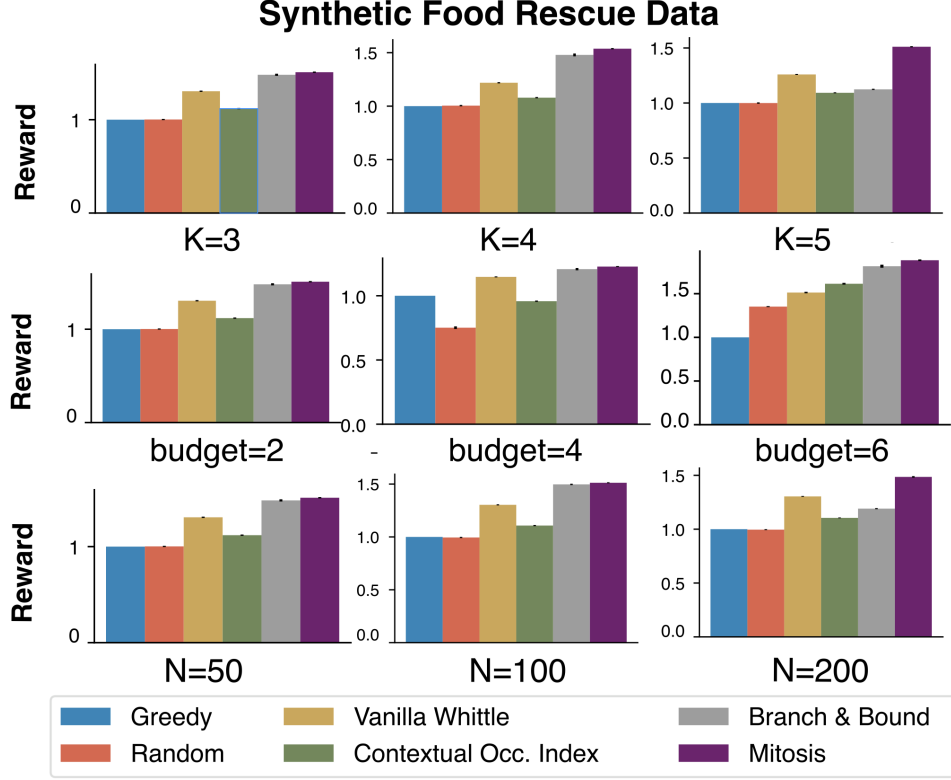 Synthetic Food Rescue Data
Reward
1
0
K=3
1.5
1.0
0.5
0.0
K=4
1.5
1.0
0.5
0.0
K=5
Reward
1
0
budget=2
1.0
0.5
0.0
budget=4
1.5
1.0
0.5
0.0
budget=6
Reward
1
0
N=50
1.5
1.0
0.5
0.0
N=100
1.5
1.0
0.5
0.0
N=200
Greedy
Vanilla Whittle
Branch & Bound
Random
Contextual Occ. Index
Mitosis